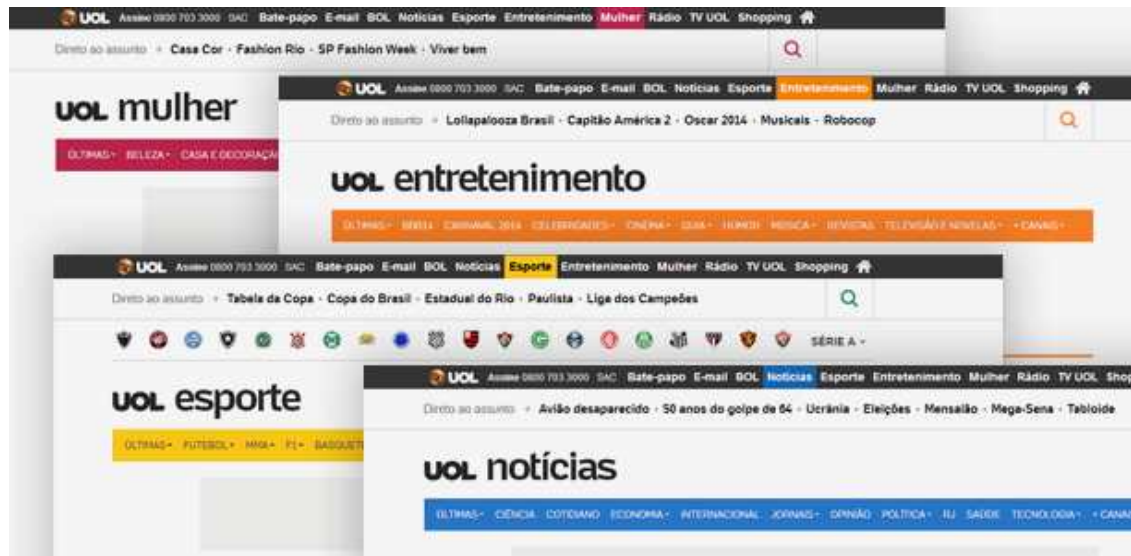 UOL Assine 0800 703 3000 SAC Bate-papo E-mail BOL Notícias Esporte Entretenimento Mulher Rádio TV UOL Shopping
Direto ao assunto Casa Cor - Fashion Rio - SP Fashion Week - Viver bem
UOL mulher
ÚLTIMAS BELEZA CASA E DECORAÇÃ
UOL Assine 0800 703 3000 SAC Bate-papo E-mail BOL Notícias Esporte Entretenimento Mulher Rádio TV UOL Shopping
Direto ao assunto Lollapalooza Brasil - Capitão América 2 - Oscar 2014 - Musicais - Robocop
UOL entretenimento
ÚLTIMAS BBB14 CARNAVAL 2014 CELEBRIDADES CINEMA GUIA HUMOR MÚSICA REVISTAS TELEVISÃO E NOVELAS + CANAIS
UOL Assine 0800 703 3000 SAC Bate-papo E-mail BOL Notícias Esporte Entretenimento Mulher Rádio TV UOL Shopping
Direto ao assunto Tabela da Copa - Copa do Brasil - Estadual do Rio - Paulista - Liga dos Campeões
SÉRIE A
UOL esporte
ÚLTIMAS FUTEBOL MMA F1 BASQUETE
UOL Assine 0800 703 3000 SAC Bate-papo E-mail BOL Notícias Esporte Entretenimento Mulher Rádio TV UOL Shop
Direto ao assunto Avião desaparecido - 50 anos do golpe de 64 - Ucrânia - Eleições - Mensalão - Mega-Sena - Tabloide
UOL notícias
ÚLTIMAS CIÊNCIA COTIDIANO ECONOMIA INTERNACIONAL JORNAIS OPINIÃO POLÍTICA RJ SAÚDE TECNOLOGIA + CANAI